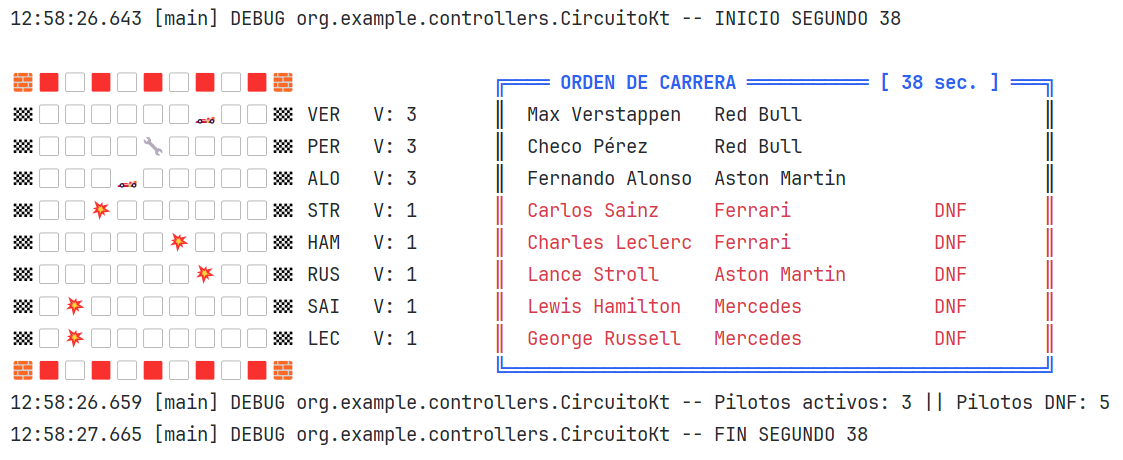 12:58:26.643 [main] DEBUG org.example.controllers.CircuitoKt -- INICIO SEGUNDO 38
ORDEN DE CARRERA [ 38 sec. ]
VER V: 3 Max Verstappen Red Bull
PER V: 3 Checo Pérez Red Bull
ALO V: 3 Fernando Alonso Aston Martin
STR V: 1 Carlos Sainz Ferrari DNF
HAM V: 1 Charles Leclerc Ferrari DNF
RUS V: 1 Lance Stroll Aston Martin DNF
SAI V: 1 Lewis Hamilton Mercedes DNF
LEC V: 1 George Russell Mercedes DNF
12:58:26.659 [main] DEBUG org.example.controllers.CircuitoKt -- Pilotos activos: 3 || Pilotos DNF: 5
12:58:27.665 [main] DEBUG org.example.controllers.CircuitoKt -- FIN SEGUNDO 38